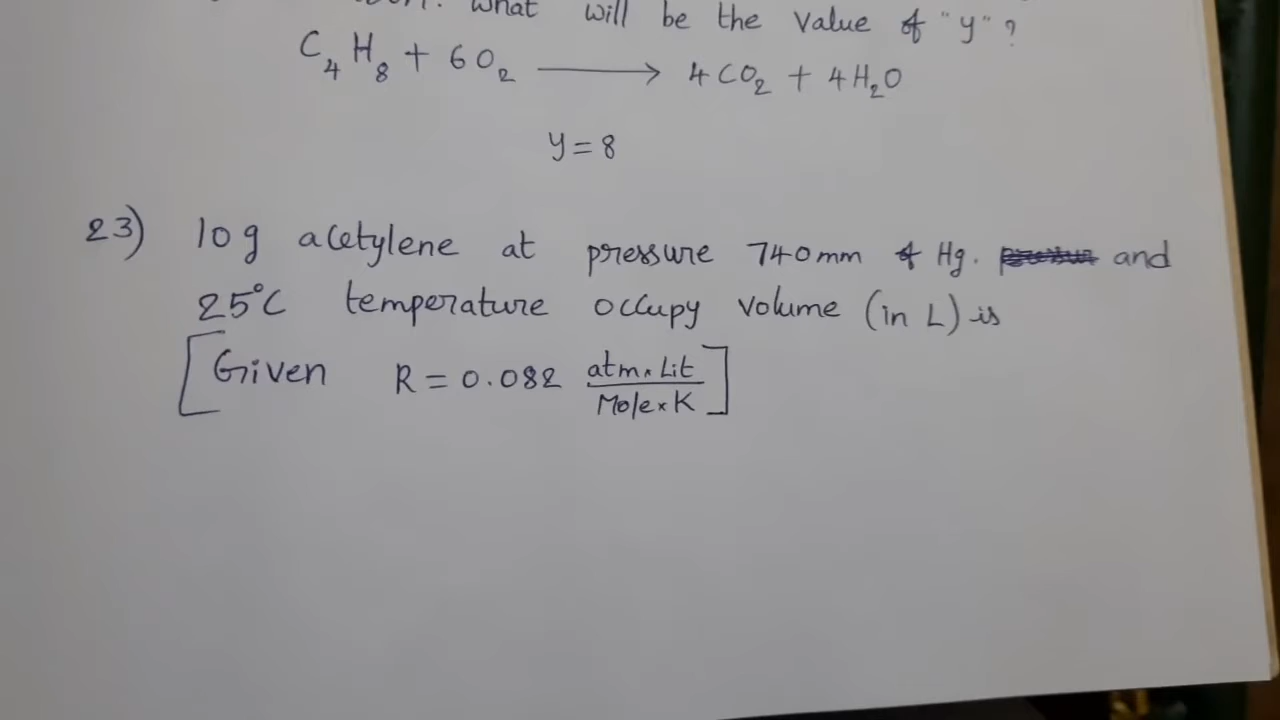 What will be the value of "y" ?
C4H8 + 6O2 ⟶ 4CO2 + 4H2O
y = 8
23) 10g acetylene at pressure 740mm of Hg. and
25°C temperature occupy volume (in L) is
[Given R = 0.082 atm×Lit / Mole×K]